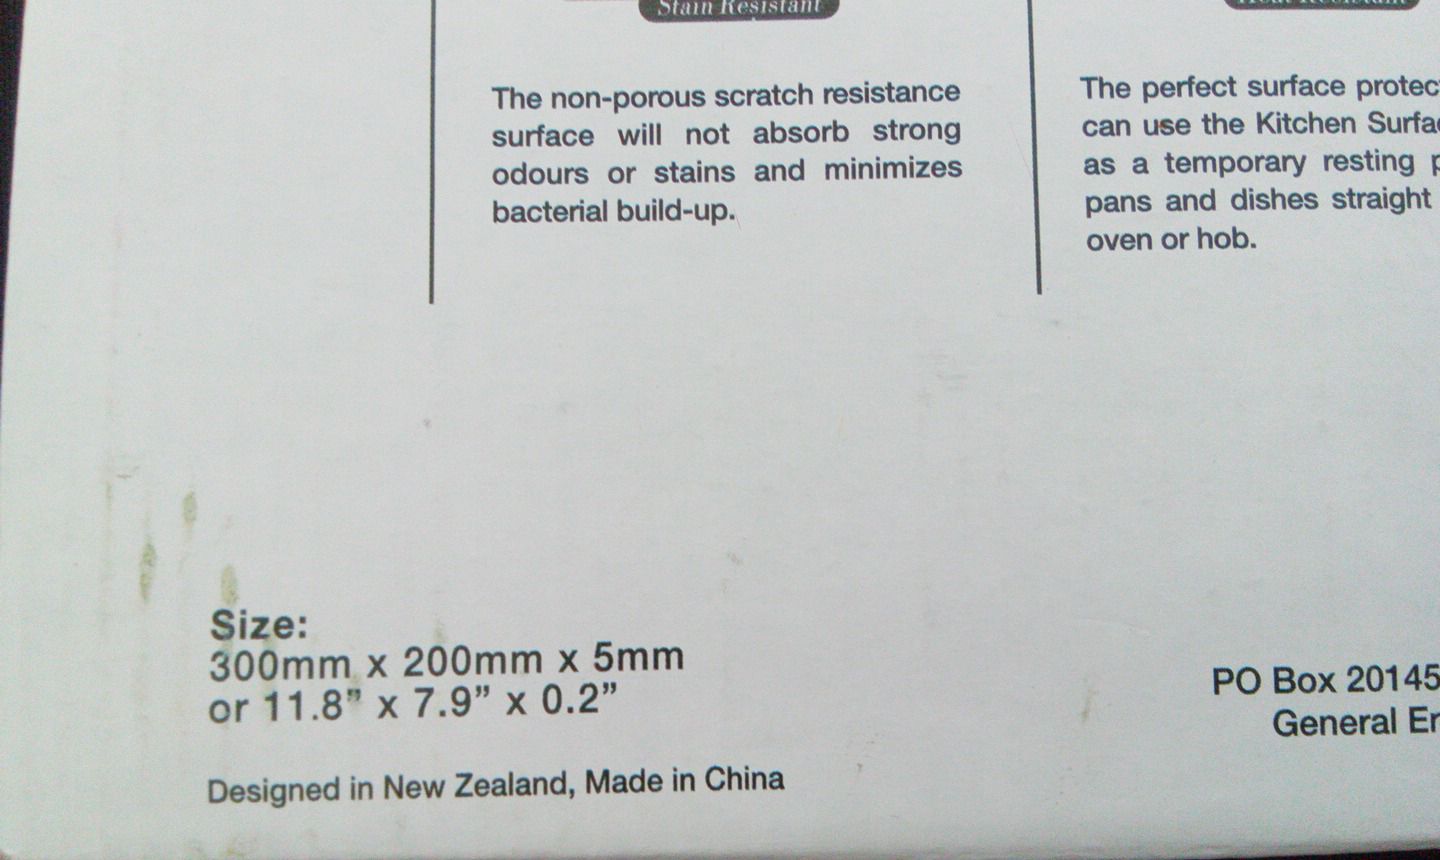 Stain Resistant
The non-porous scratch resistance
surface will not absorb strong
odours or stains and minimizes
bacterial build-up.
Heat Resistant
The perfect surface protec
can use the Kitchen Surfa
as a temporary resting p
pans and dishes straight
oven or hob.
Size:
300mm x 200mm x 5mm
or 11.8” x 7.9” x 0.2”
Designed in New Zealand, Made in China
PO Box 20145
General En